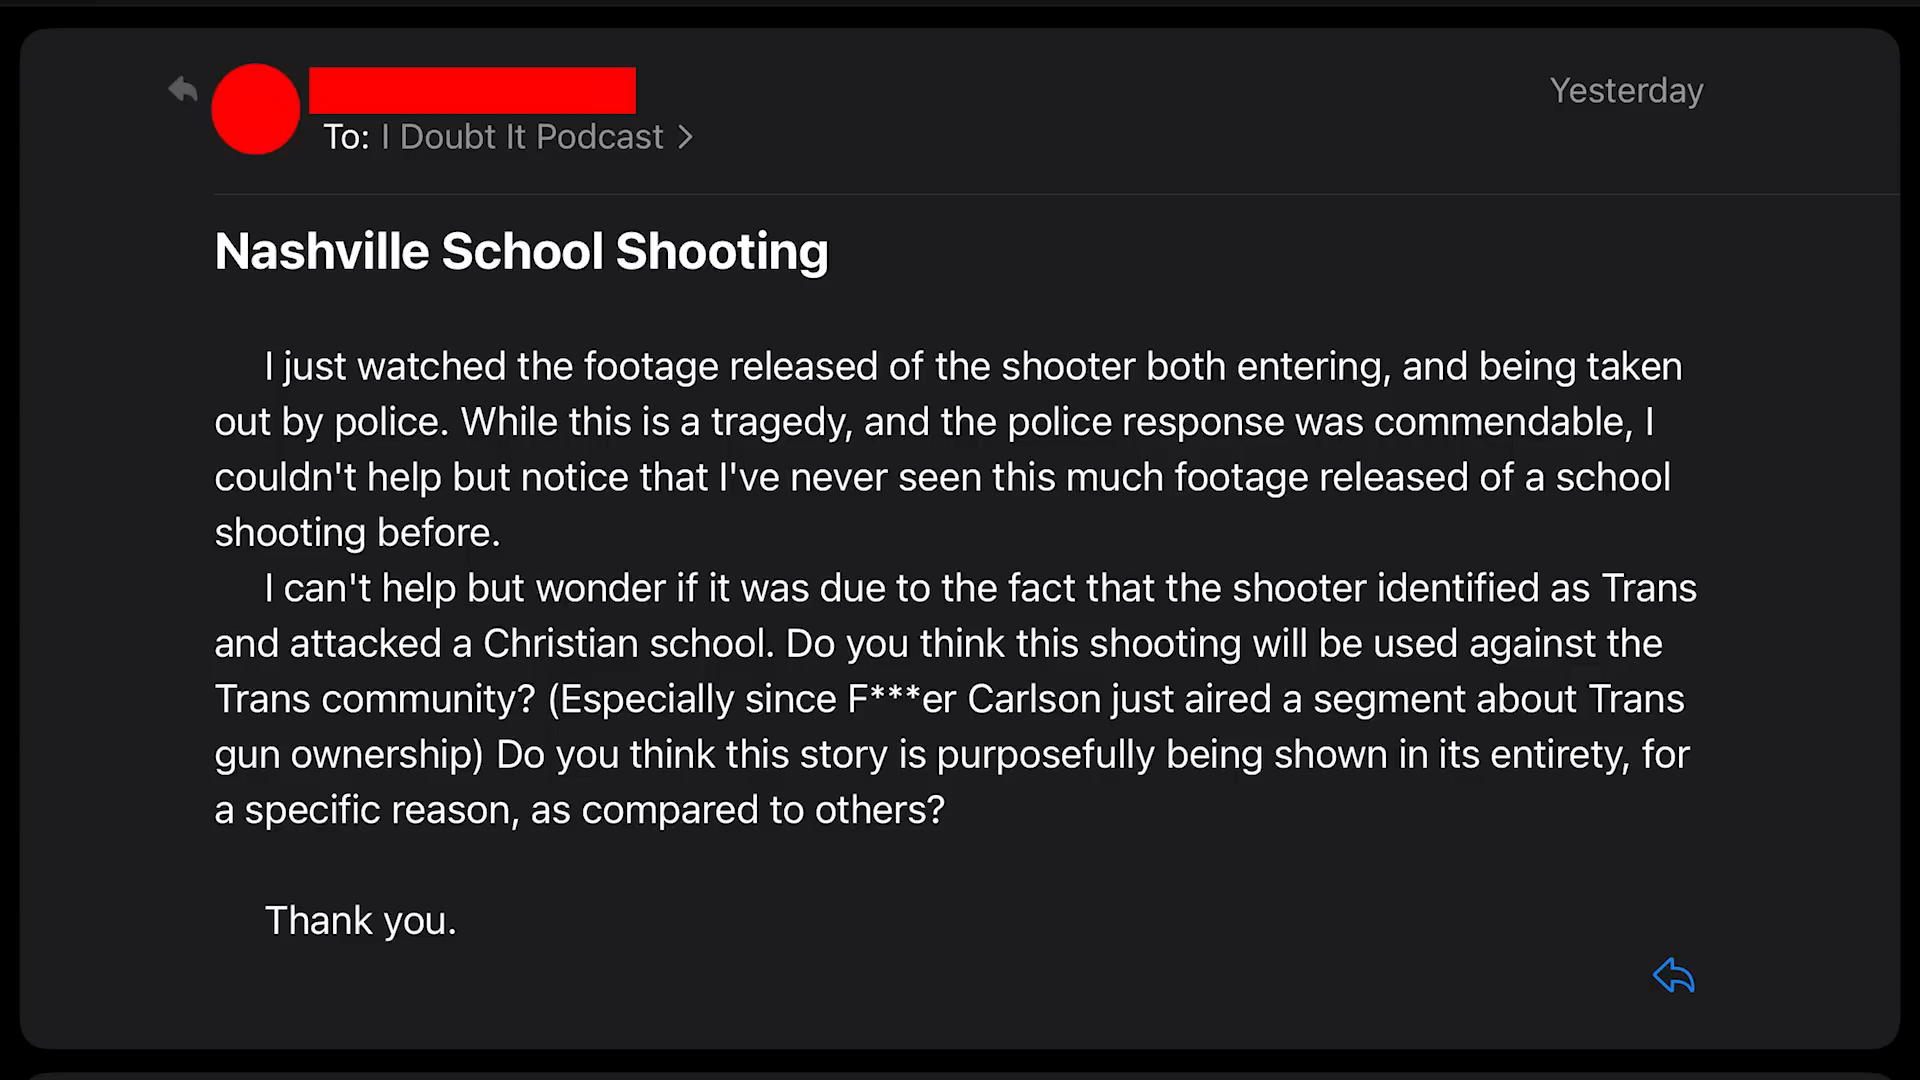 Yesterday
To: I Doubt It Podcast
Nashville School Shooting
I just watched the footage released of the shooter both entering, and being taken
out by police. While this is a tragedy, and the police response was commendable, I
couldn't help but notice that I've never seen this much footage released of a school
shooting before.
I can't help but wonder if it was due to the fact that the shooter identified as Trans
and attacked a Christian school. Do you think this shooting will be used against the
Trans community? (Especially since F***er Carlson just aired a segment about Trans
gun ownership) Do you think this story is purposefully being shown in its entirety, for
a specific reason, as compared to others?
Thank you.